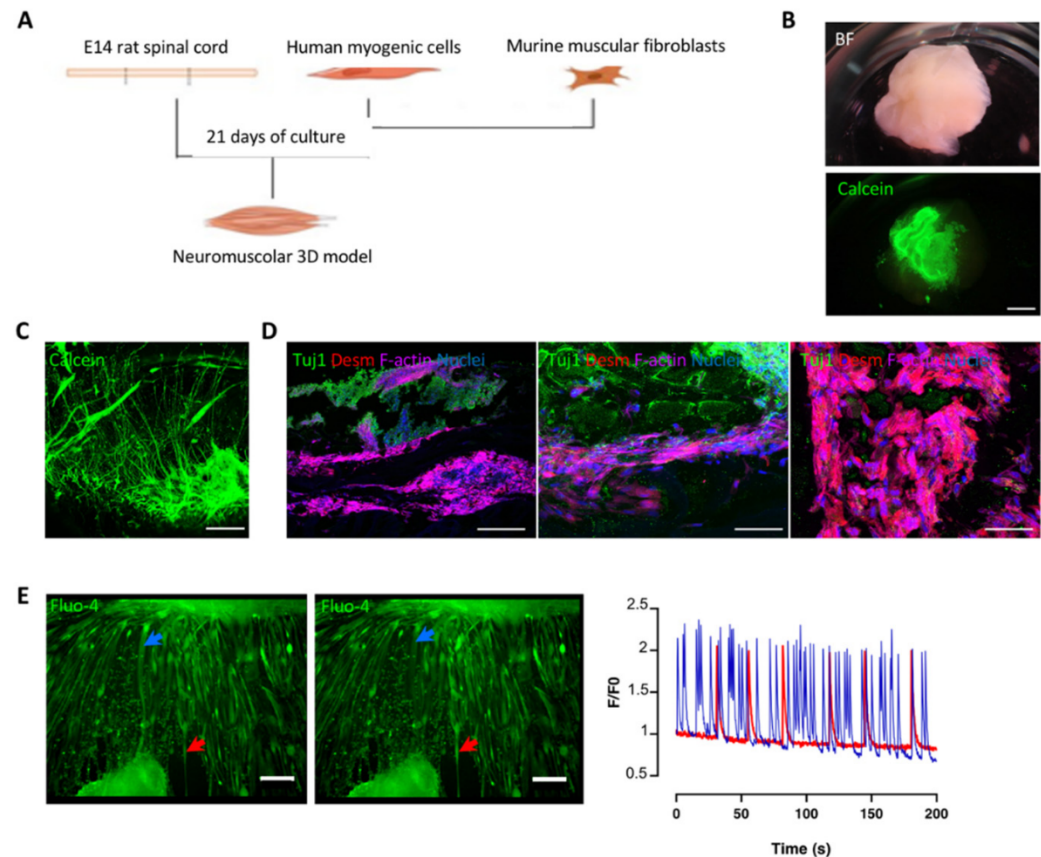 A
E14 rat spinal cord
Human myogenic cells
Murine muscular fibroblasts
21 days of culture
Neuromuscolar 3D model
B
BF
Calcein
C
Calcein
D
Tuj1 Desm F-actin Nuclei
Tuj1 Desm F-actin Nuclei
Tuj1 Desm F-actin Nuclei
E
Fluo-4
Fluo-4
F/F0
2.5
2
1
1
0.5
0
50
100
150
200
Time (s)